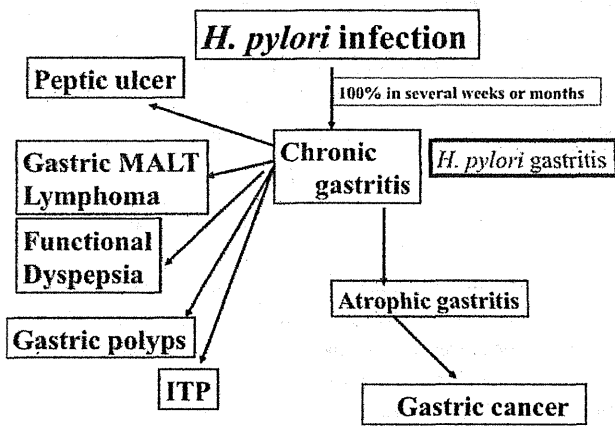 H. pylori infection
Peptic ulcer
100% in several weeks or months
Chronic
gastritis
H. pylori gastritis
Gastric MALT
Lymphoma
Functional
Dyspepsia
Atrophic gastritis
Gastric polyps
ITP
Gastric cancer